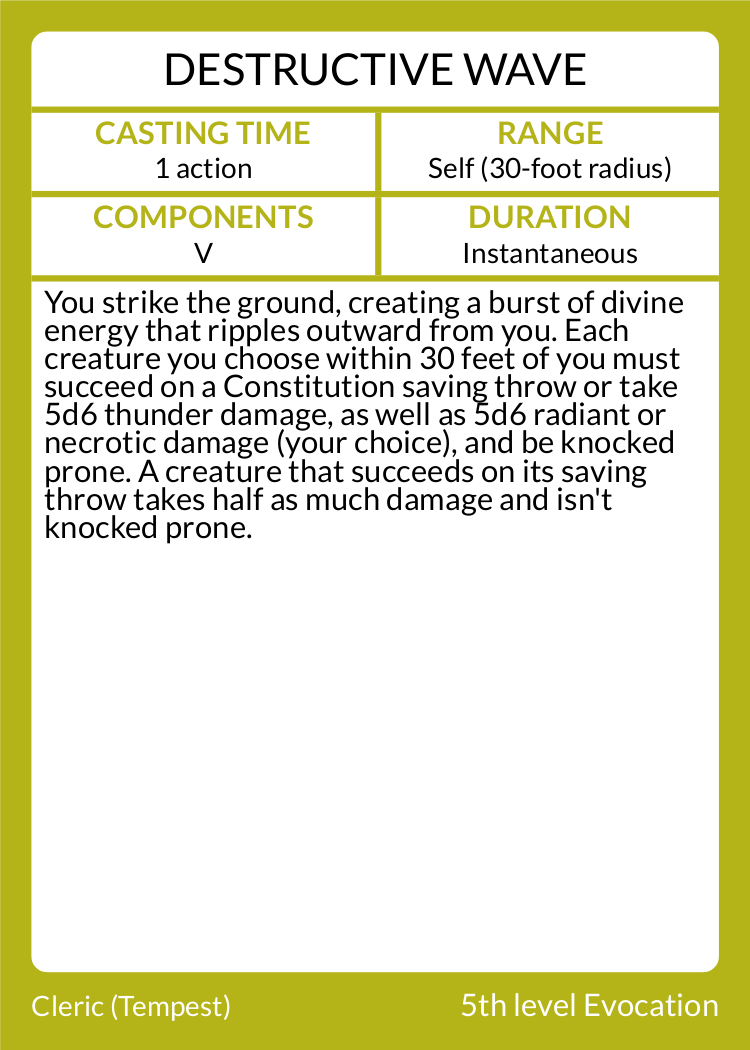 DESTRUCTIVE WAVE
CASTING TIME
1 action
RANGE
Self (30-foot radius)
COMPONENTS
V
DURATION
Instantaneous
You strike the ground, creating a burst of divine
energy that ripples outward from you. Each
creature you choose within 30 feet of you must
succeed on a Constitution saving throw or take
5d6 thunder damage, as well as 5d6 radiant or
necrotic damage (your choice), and be knocked
prone. A creature that succeeds on its saving
throw takes half as much damage and isn't
knocked prone.
Cleric (Tempest)
5th level Evocation